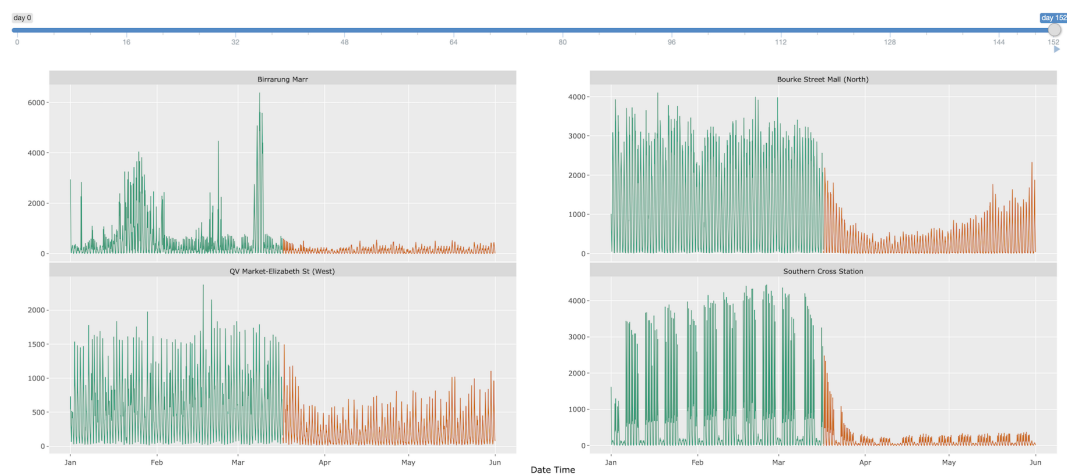 day 0
day 152
0 16 32 48 64 80 96 112 128 144 152
Birrarung Marr
6000
4000
2000
0
Bourke Street Mall (North)
4000
3000
2000
1000
0
QV Market-Elizabeth St (West)
2000
1500
1000
500
0
Jan Feb Mar Apr May Jun
Southern Cross Station
4000
3000
2000
1000
0
Jan Feb Mar Apr May Jun
Date Time